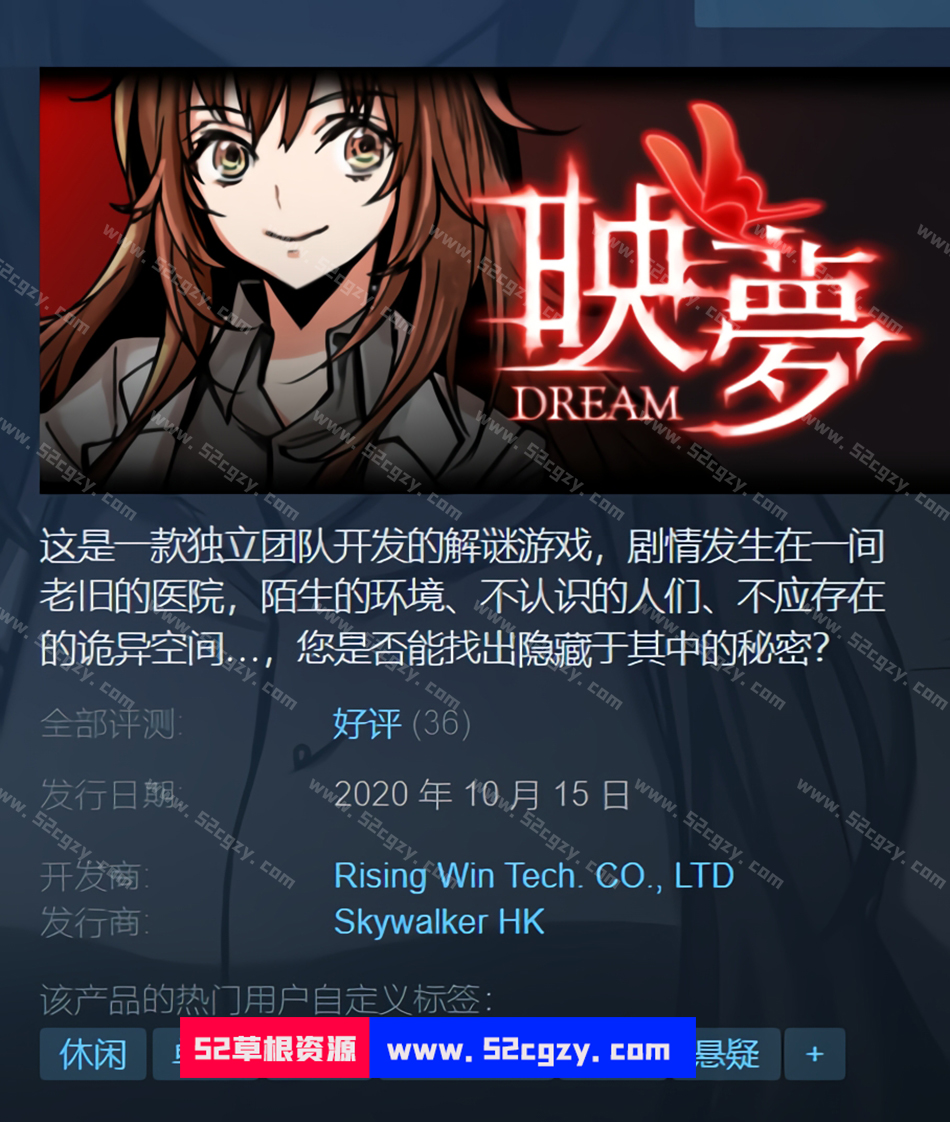 映夢
DREAM
这是一款独立团队开发的解谜游戏，剧情发生在一间
老旧的医院，陌生的环境、不认识的人们、不应存在
的诡异空间…，您是否能找出隐藏于其中的秘密？
全部评测: 好评 (36)
发行日期: 2020 年 10 月 15 日
开发商: Rising Win Tech. CO., LTD
发行商: Skywalker HK
该产品的热门用户自定义标签:
休闲 悬疑 +
52草根资源 www.52cgzy.com